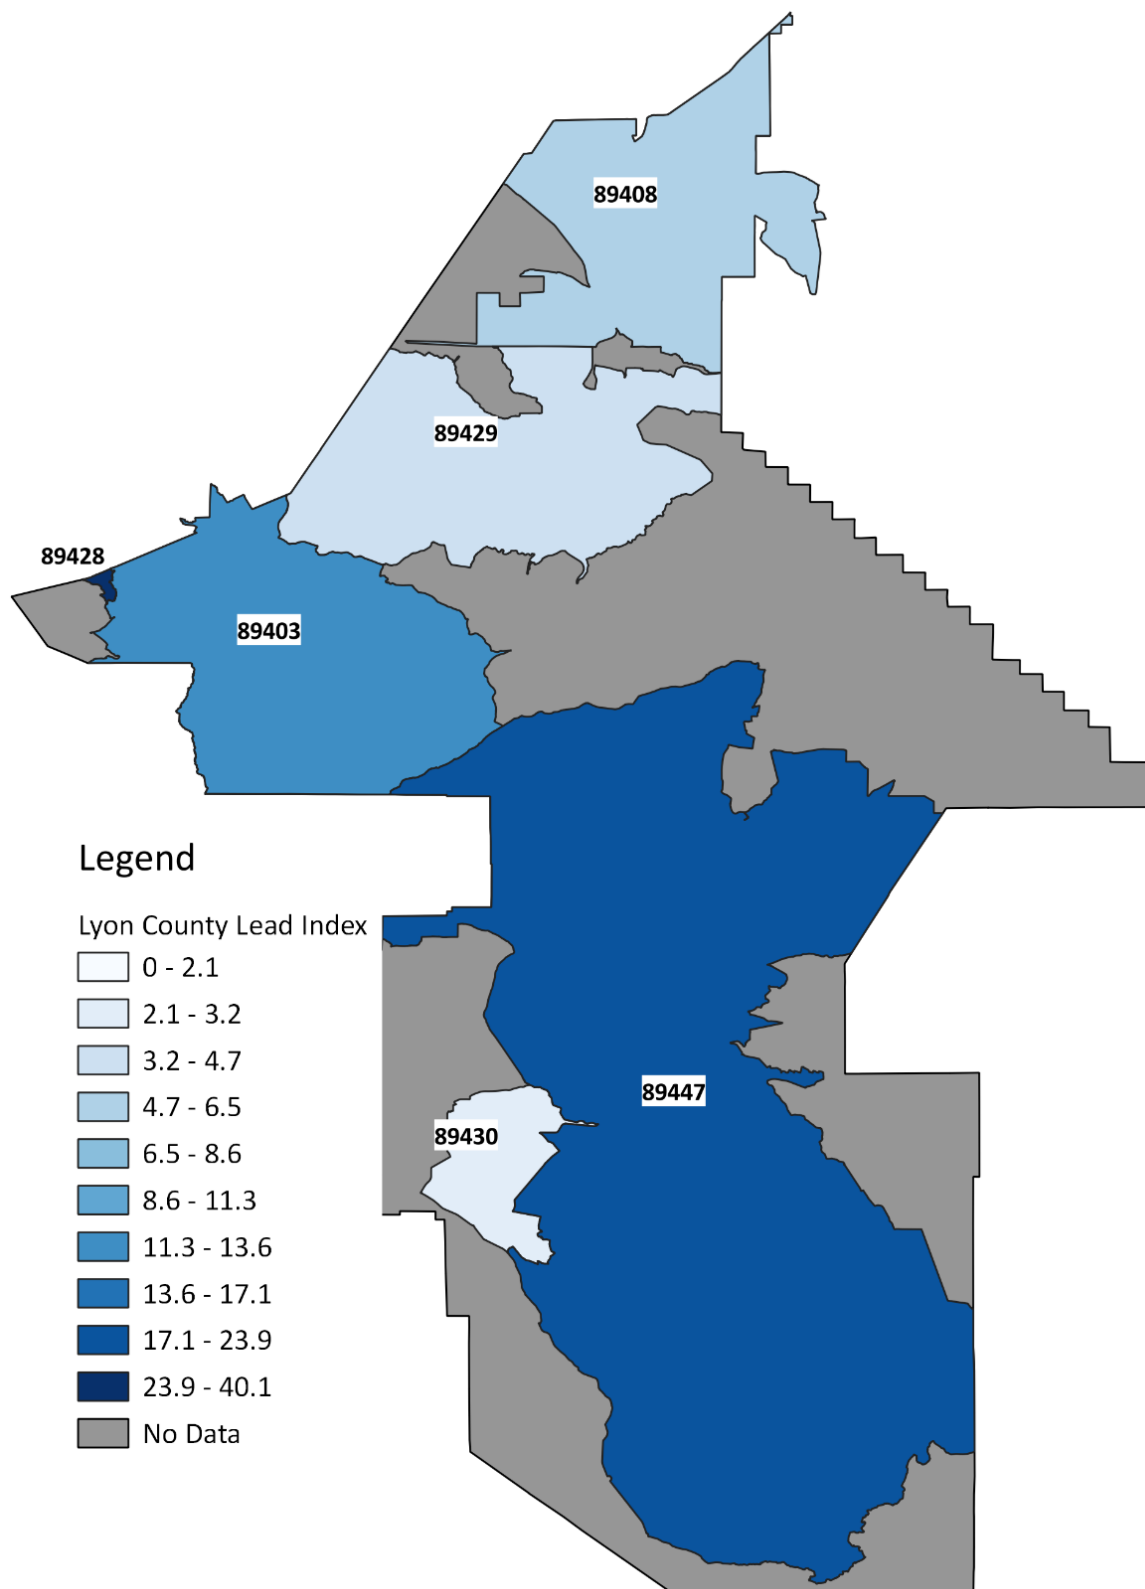 89408
89429
89428
89403
Legend
Lyon County Lead Index
0 - 2.1
2.1 - 3.2
3.2 - 4.7
4.7 - 6.5
6.5 - 8.6
8.6 - 11.3
11.3 - 13.6
13.6 - 17.1
17.1 - 23.9
23.9 - 40.1
No Data
89447
89430